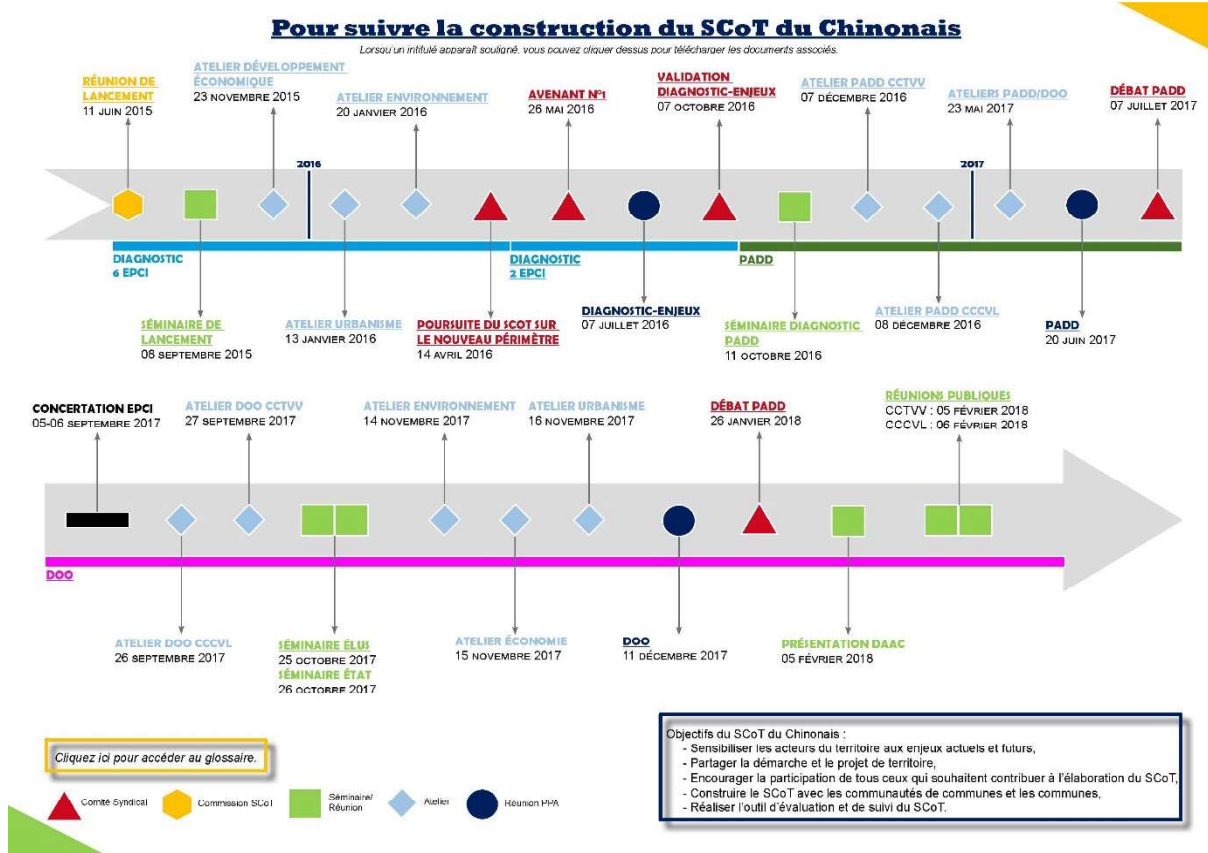 Pour suivre la construction du SCoT du Chinonais
Lorsqu'un intitulé apparaît souligné, vous pouvez cliquer dessus pour télécharger les documents associés.
RÉUNION DE
LANCEMENT
11 JUIN 2015
ATELIER DÉVELOPPEMENT
ÉCONOMIQUE
23 NOVEMBRE 2015
ATELIER ENVIRONNEMENT
20 JANVIER 2016
AVENANT N°1
26 MAI 2016
VALIDATION
DIAGNOSTIC-ENJEUX
07 OCTOBRE 2016
ATELIER PADD CCTVV
07 DÉCEMBRE 2016
ATELIERS PADD/DOO
23 MAI 2017
DÉBAT PADD
07 JUILLET 2017
2016
2017
DIAGNOSTIC
6 EPCI
DIAGNOSTIC
2 EPCI
PADD
SÉMINAIRE DE
LANCEMENT
08 SEPTEMBRE 2015
ATELIER URBANISME
13 JANVIER 2016
POURSUITE DU SCOT SUR
LE NOUVEAU PÉRIMÈTRE
14 AVRIL 2016
DIAGNOSTIC-ENJEUX
07 JUILLET 2016
SÉMINAIRE DIAGNOSTIC
PADD
11 OCTOBRE 2016
ATELIER PADD CCCVL
08 DÉCEMBRE 2016
PADD
20 JUIN 2017
CONCERTATION EPCI
05-06 SEPTEMBRE 2017
ATELIER DOO CCTVV
27 SEPTEMBRE 2017
ATELIER ENVIRONNEMENT
14 NOVEMBRE 2017
ATELIER URBANISME
16 NOVEMBRE 2017
DÉBAT PADD
26 JANVIER 2018
RÉUNIONS PUBLIQUES
CCTVV : 05 FÉVRIER 2018
CCCVL : 06 FÉVRIER 2018
DOO
ATELIER DOO CCCVL
26 SEPTEMBRE 2017
SÉMINAIRE ÉLUS
25 OCTOBRE 2017
SÉMINAIRE ÉTAT
26 OCTOBRE 2017
ATELIER ÉCONOMIE
15 NOVEMBRE 2017
DOO
11 DÉCEMBRE 2017
PRÉSENTATION DAAC
05 FÉVRIER 2018
Cliquez ici pour accéder au glossaire.
Comité Syndical
Commission SCoT
Séminaire/
Réunion
Atelier
Réunion PPA
Objectifs du SCoT du Chinonais :
- Sensibiliser les acteurs du territoire aux enjeux actuels et futurs,
- Partager la démarche et le projet de territoire,
- Encourager la participation de tous ceux qui souhaitent contribuer à l'élaboration du SCoT,
- Construire le SCoT avec les communautés de communes et les communes,
- Réaliser l'outil d'évaluation et de suivi du SCoT.